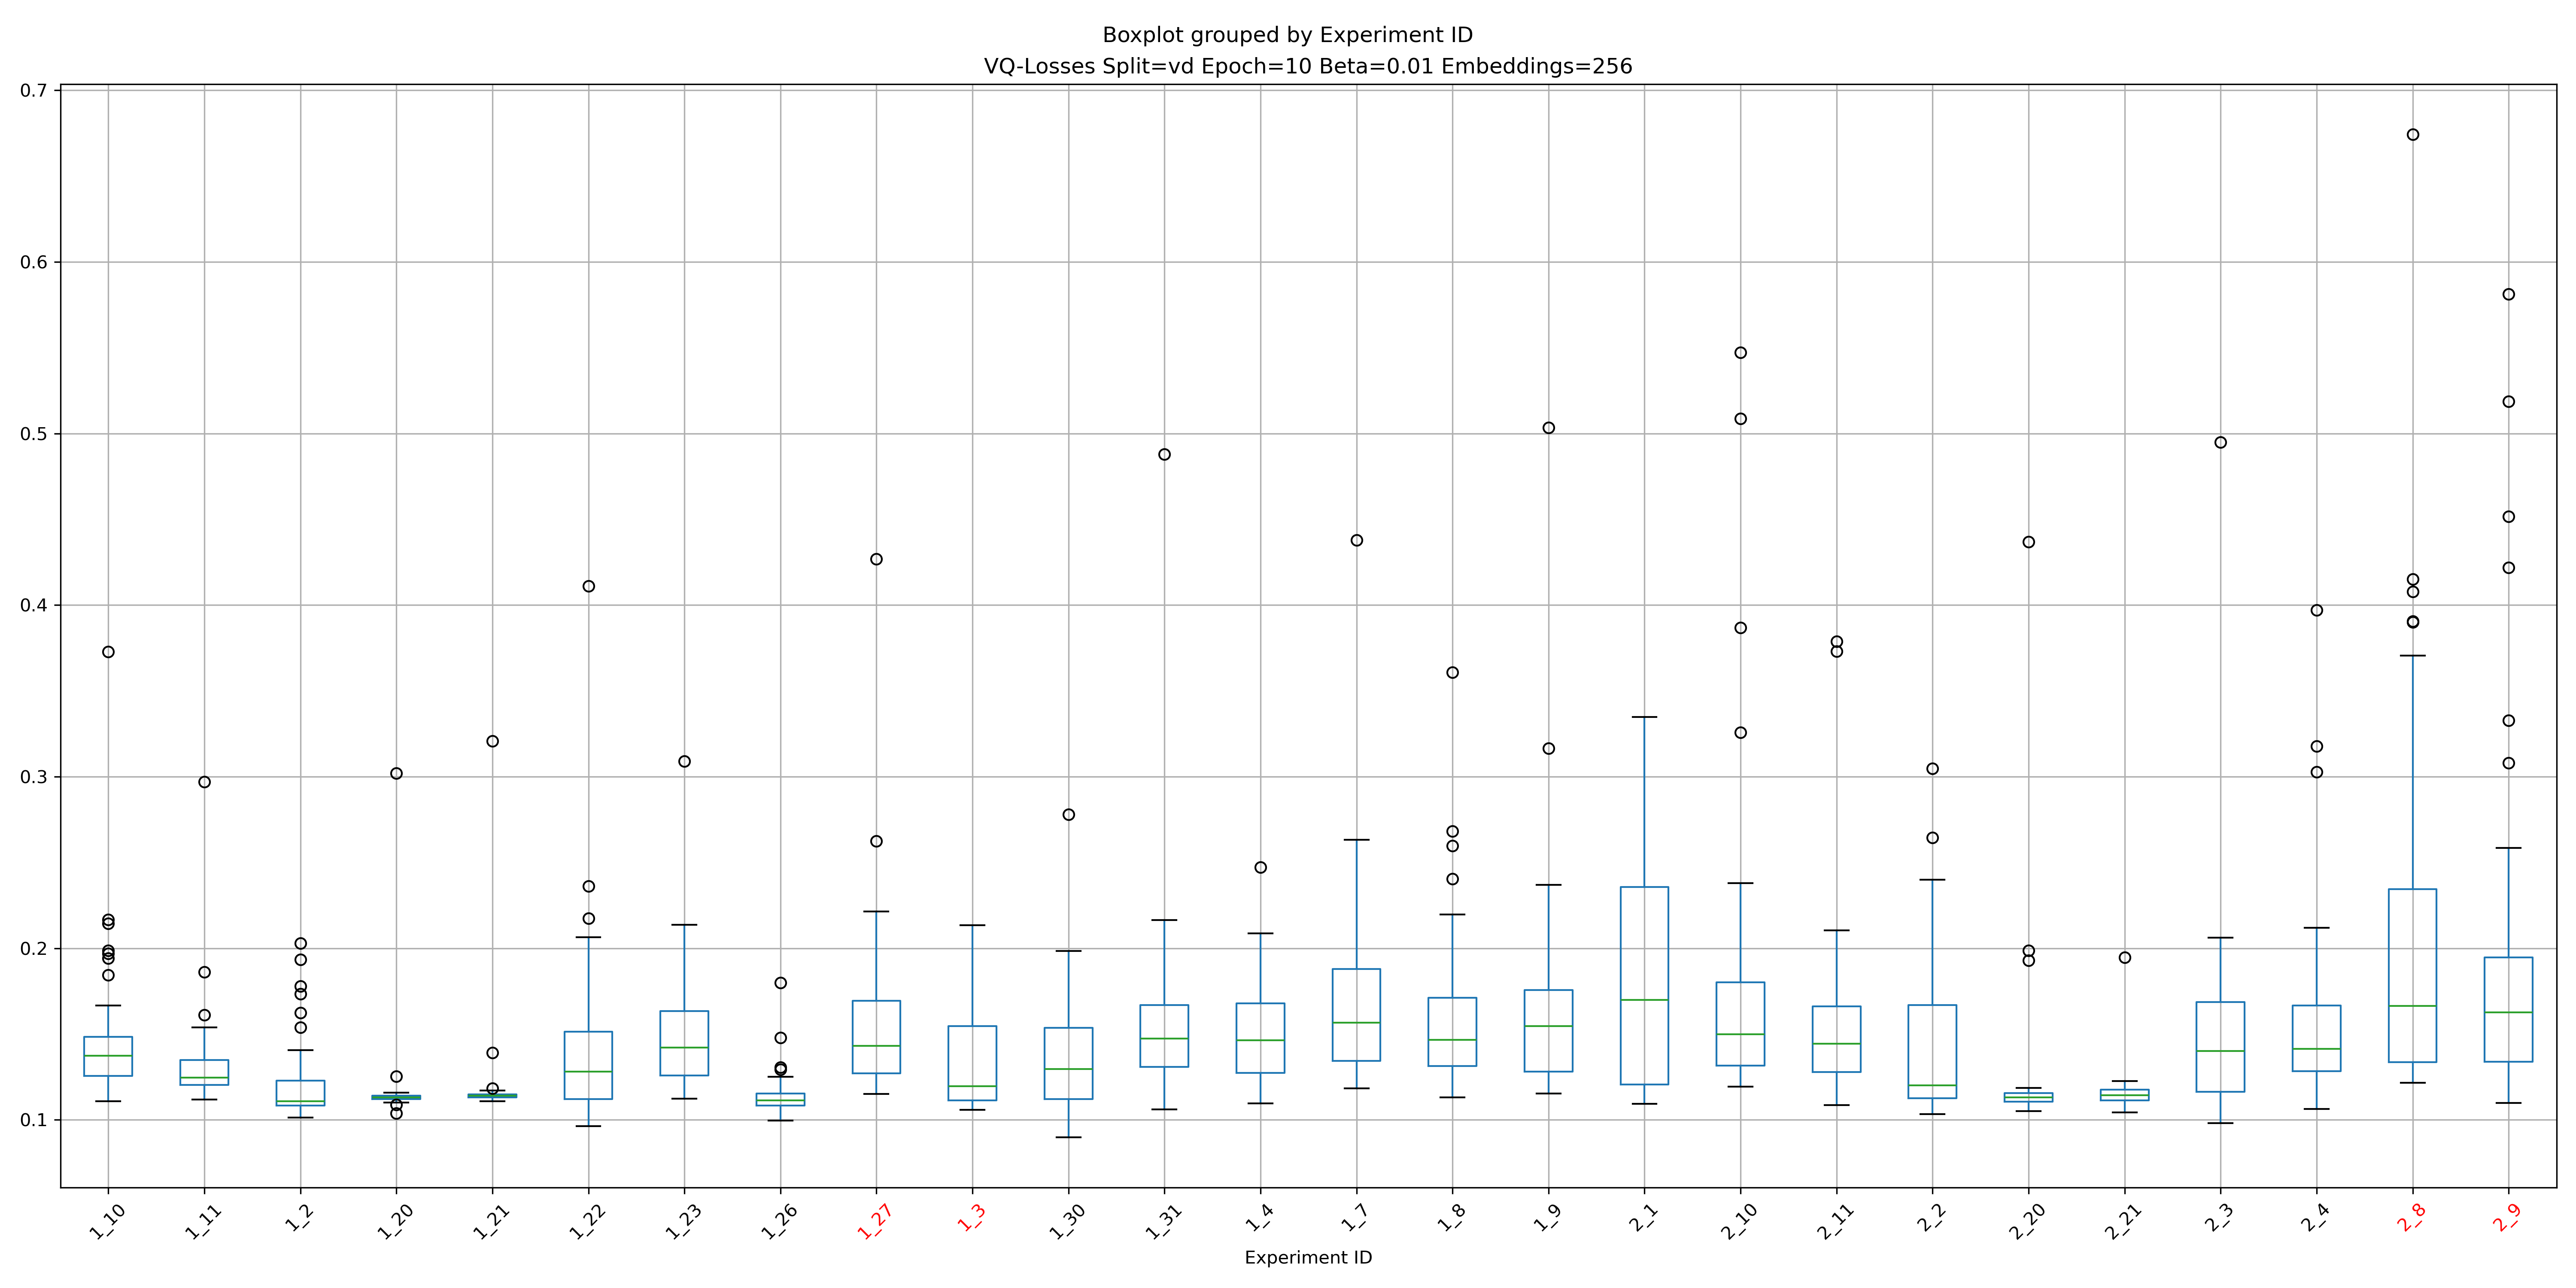 Boxplot grouped by Experiment ID
VQ-Losses Split=vd Epoch=10 Beta=0.01 Embeddings=256
0.7
0.6
0.5
0.4
0.3
0.2
0.1
1_10 1_11 1_2 1_20 1_21 1_22 1_23 1_26 1_27 1_3 1_30 1_31 1_4 1_7 1_8 1_9 2_1 2_10 2_11 2_2 2_20 2_21 2_3 2_4 2_8 2_9
Experiment ID